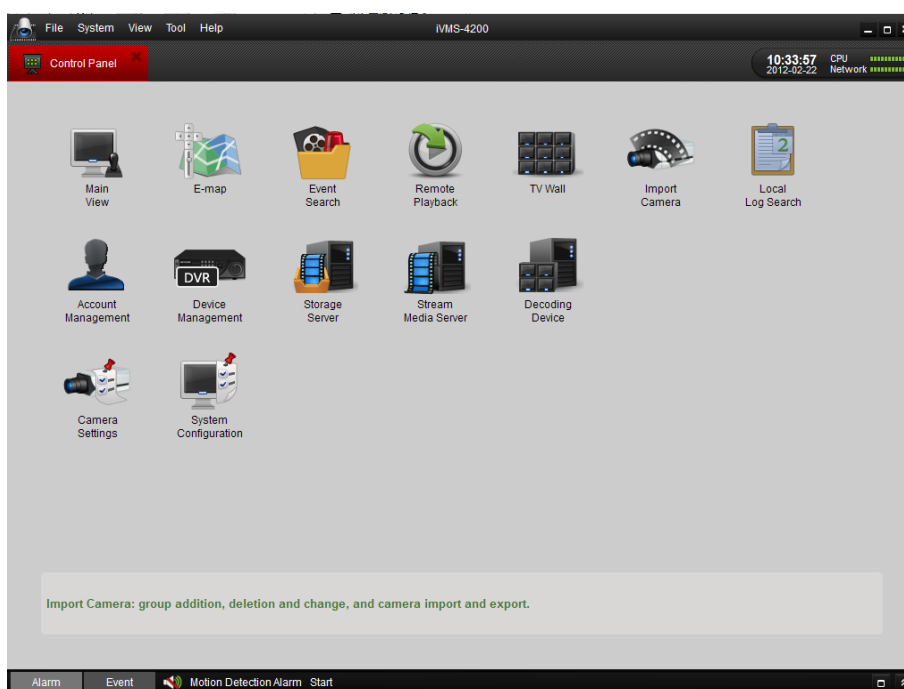 File System View Tool Help iVMS-4200
Control Panel
10:33:57 CPU
2012-02-22 Network
2
Main E-map Event Remote TV Wall Import Local
View Search Playback Camera Log Search
DVR
Account Device Storage Stream Decoding
Management Management Server Media Server Device
Camera System
Settings Configuration
Import Camera: group addition, deletion and change, and camera import and export.
Alarm Event Motion Detection Alarm Start